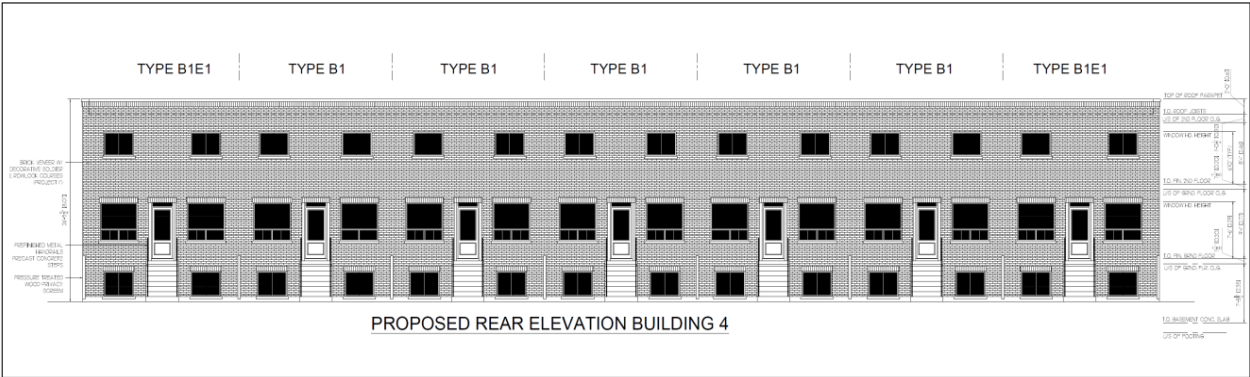 TYPE B1E1
TYPE B1
TYPE B1
TYPE B1
TYPE B1
TYPE B1
TYPE B1E1
TOP OF ROOF PARAPET
T.O. ROOF JOISTS
U/S OF 2ND FLOOR CLG.
WINDOW HD. HEIGHT
T.O. FIN. 2ND FLOOR
U/S OF GRND FLOOR CLG.
WINDOW HD. HEIGHT
T.O. FIN. GRND FLOOR
U/S OF GRND FLR CLG.
T.O. BASEMENT CONC. SLAB
U/S OF FOOTING
BRICK VENEER W/
DECORATIVE SOLDIER
& ROWLOCK COURSES
PREFINISHED METAL
HANDRAILS
PRECAST CONCRETE
STEPS
PRESSURE TREATED
WOOD PRIVACY
SCREEN
PROPOSED REAR ELEVATION BUILDING 4